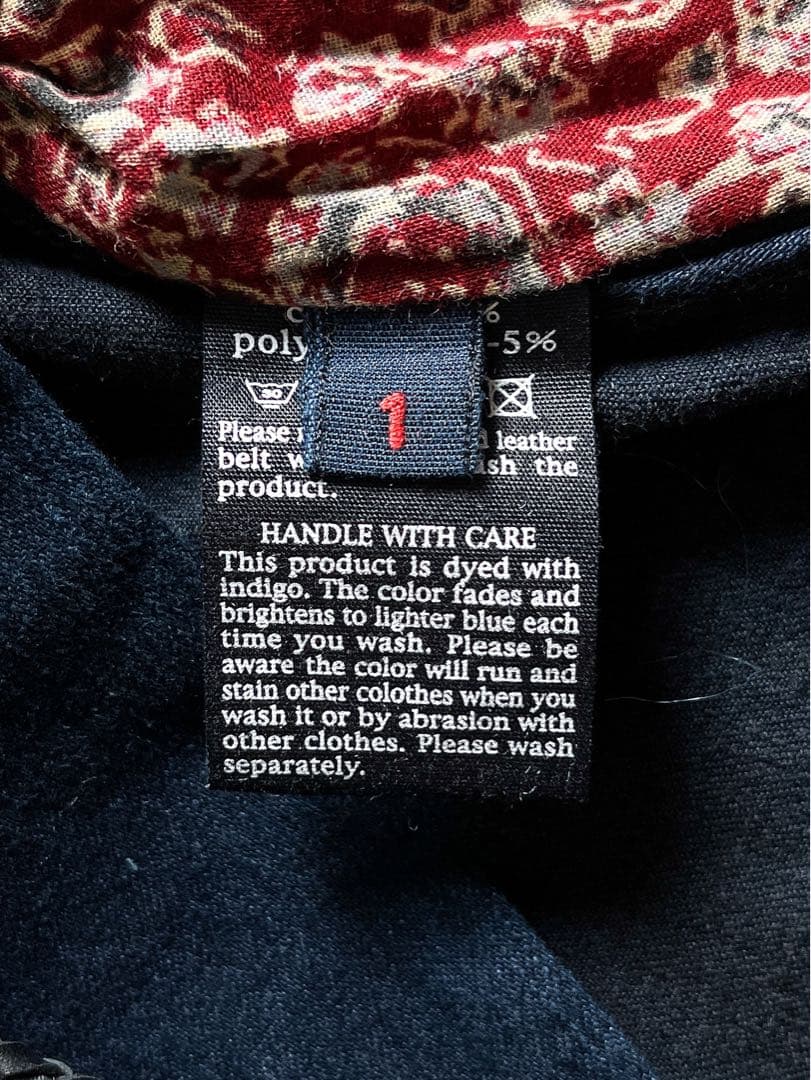 %
-5%
30
1
Please leather
belt the
product.
HANDLE WITH CARE
This product is dyed with
indigo. The color fades and
brightens to lighter blue each
time you wash. Please be
aware the color will run and
stain other colothes when you
wash it or by abrasion with
other clothes. Please wash
separately.